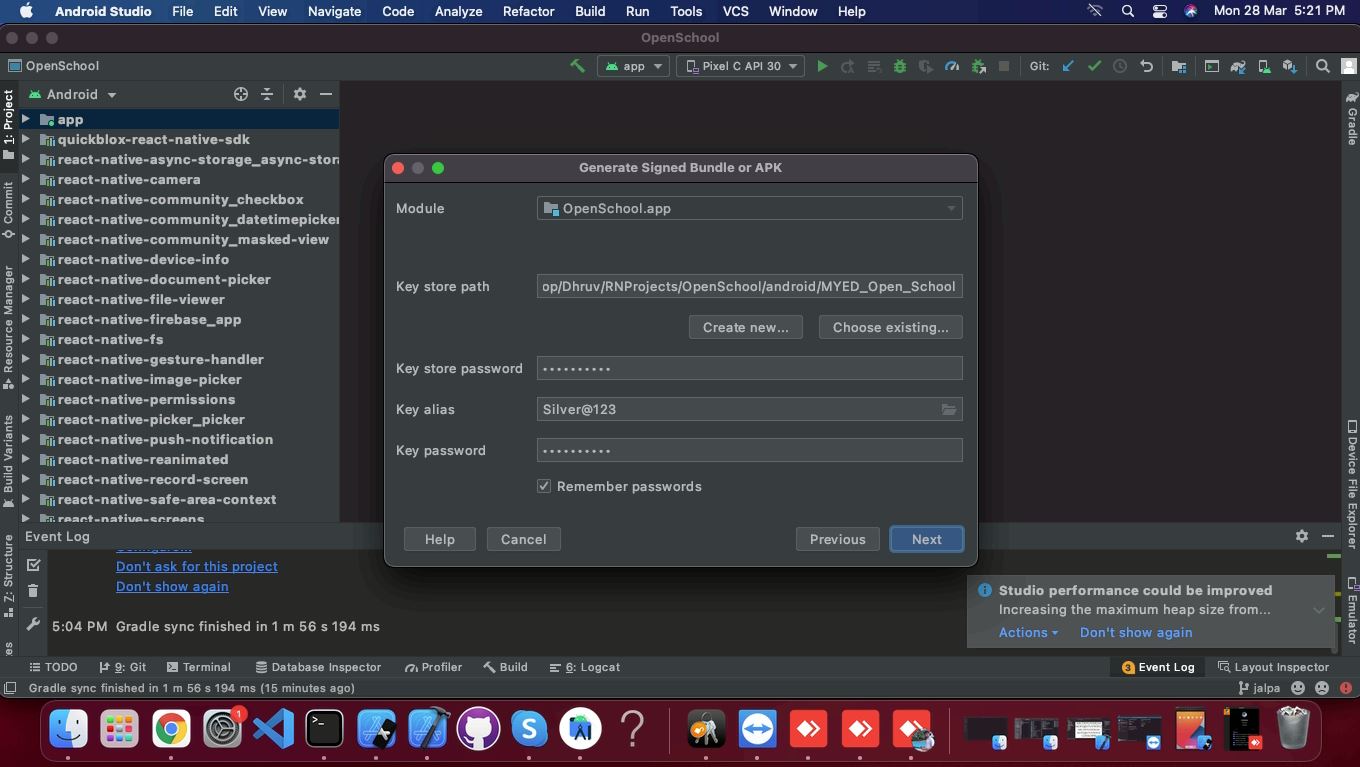 Android Studio File Edit View Navigate Code Analyze Refactor Build Run Tools VCS Window Help Mon 28 Mar 5:21 PM
OpenSchool
OpenSchool app Pixel C API 30 Git:
Android
1: Project
Commit
Resource Manager
Build Variants
Z: Structure
app
quickblox-react-native-sdk
react-native-async-storage_async-stora
react-native-camera
react-native-community_checkbox
react-native-community_datetimepicker
react-native-community_masked-view
react-native-device-info
react-native-document-picker
react-native-file-viewer
react-native-firebase_app
react-native-fs
react-native-gesture-handler
react-native-image-picker
react-native-permissions
react-native-picker_picker
react-native-push-notification
react-native-reanimated
react-native-record-screen
react-native-safe-area-context
react-native-screens
Generate Signed Bundle or APK
Module OpenSchool.app
Key store path op/Dhruv/RNProjects/OpenSchool/android/MYED_Open_School
Create new... Choose existing...
Key store password ••••••••••
Key alias Silver@123
Key password ••••••••••
Remember passwords
Help Cancel Previous Next
Gradle
Device File Explorer
Emulator
Event Log
Configure...
Don't ask for this project
Don't show again
5:04 PM Gradle sync finished in 1 m 56 s 194 ms
Studio performance could be improved
Increasing the maximum heap size from...
Actions Don't show again
TODO 9: Git Terminal Database Inspector Profiler Build 6: Logcat 3 Event Log Layout Inspector
Gradle sync finished in 1 m 56 s 194 ms (15 minutes ago) jalpa
1